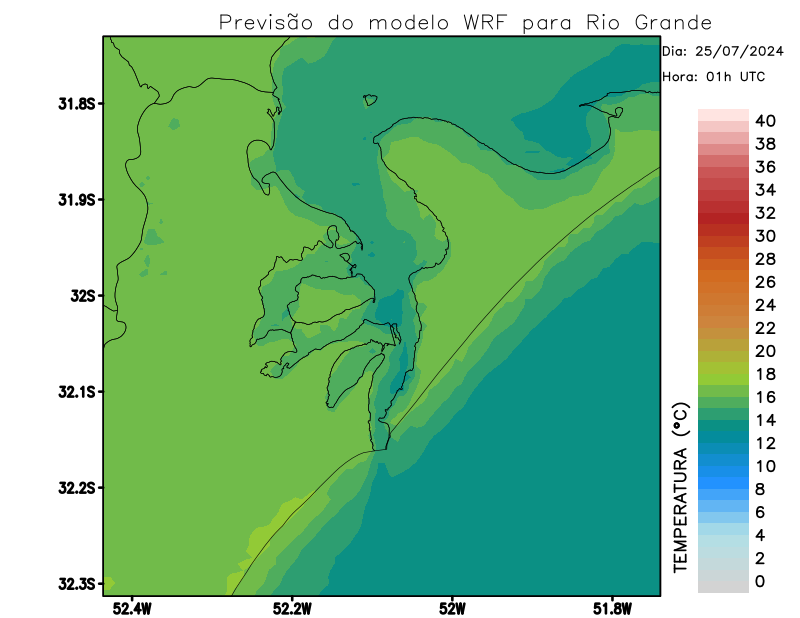 Previsão do modelo WRF para Rio Grande
Dia: 25/07/2024
Hora: 01h UTC
31.8S
31.9S
32S
32.1S
32.2S
32.3S
52.4W
52.2W
52W
51.8W
TEMPERATURA (°C)
40
38
36
34
32
30
28
26
24
22
20
18
16
14
12
10
8
6
4
2
0